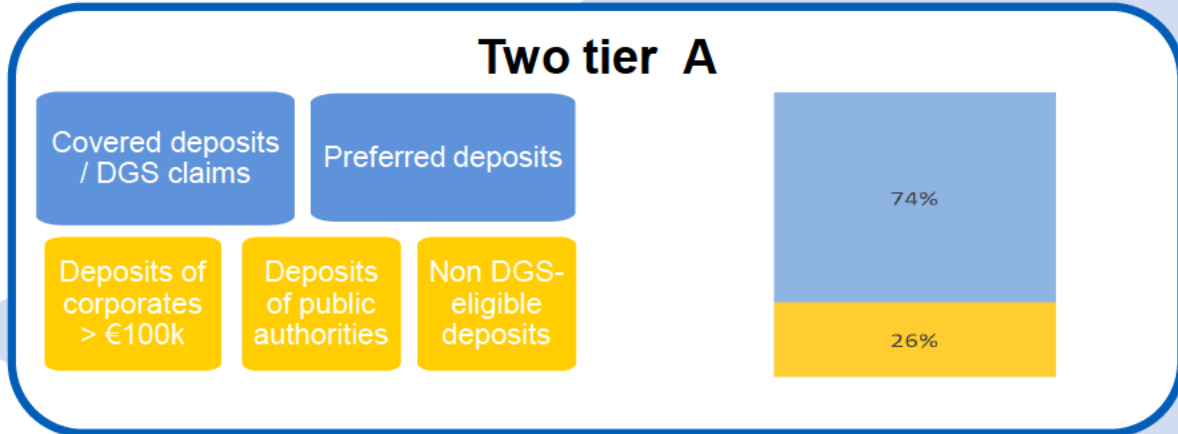 Two tier A
Covered deposits
/ DGS claims
Preferred deposits
Deposits of
corporates
> €100k
Deposits
of public
authorities
Non DGS-
eligible
deposits
74%
26%